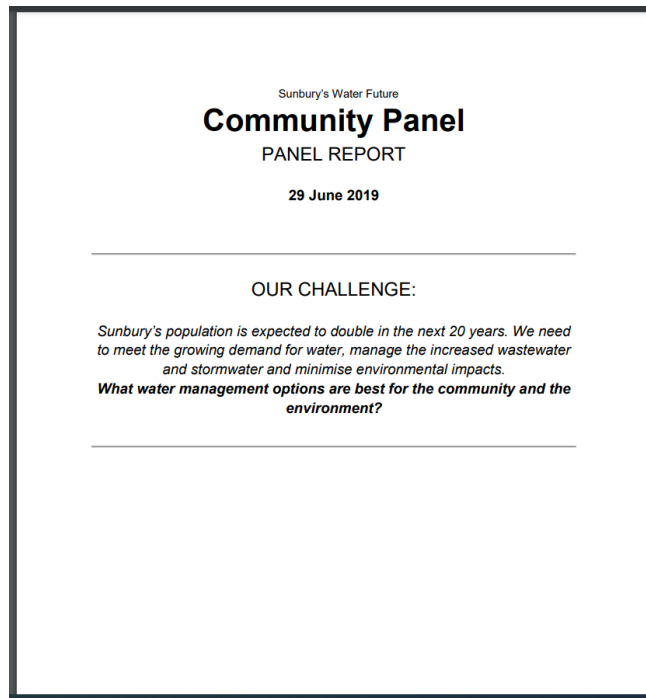 Sunbury's Water Future
Community Panel
PANEL REPORT
29 June 2019
OUR CHALLENGE:
Sunbury's population is expected to double in the next 20 years. We need
to meet the growing demand for water, manage the increased wastewater
and stormwater and minimise environmental impacts.
What water management options are best for the community and the
environment?